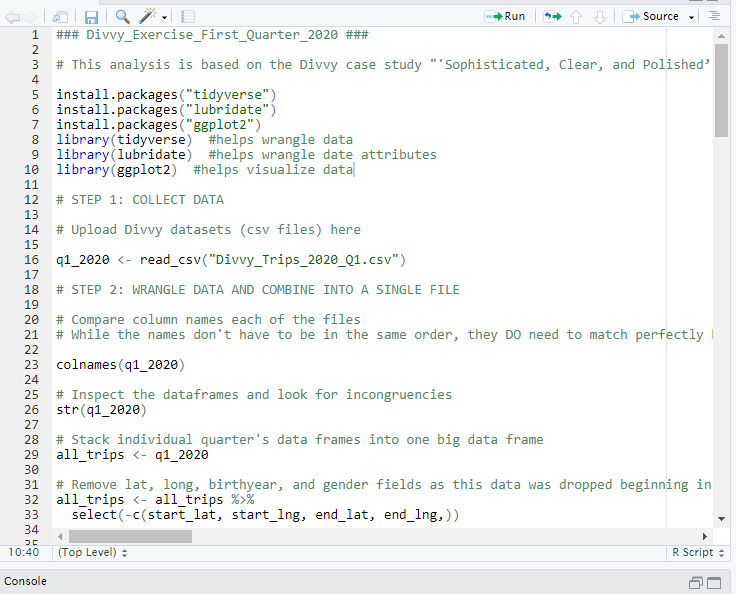 Run
Source
1 ### Divvy_Exercise_First_Quarter_2020 ###
2
3 # This analysis is based on the Divvy case study "'Sophisticated, Clear, and Polished’
4
5 install.packages("tidyverse")
6 install.packages("lubridate")
7 install.packages("ggplot2")
8 library(tidyverse)  #helps wrangle data
9 library(lubridate)  #helps wrangle date attributes
10 library(ggplot2)  #helps visualize data
11
12 # STEP 1: COLLECT DATA
13
14 # Upload Divvy datasets (csv files) here
15
16 q1_2020 <- read_csv("Divvy_Trips_2020_Q1.csv")
17
18 # STEP 2: WRANGLE DATA AND COMBINE INTO A SINGLE FILE
19
20 # Compare column names each of the files
21 # While the names don't have to be in the same order, they DO need to match perfectly
22
23 colnames(q1_2020)
24
25 # Inspect the dataframes and look for incongruencies
26 str(q1_2020)
27
28 # Stack individual quarter's data frames into one big data frame
29 all_trips <- q1_2020
30
31 # Remove lat, long, birthyear, and gender fields as this data was dropped beginning in
32 all_trips <- all_trips %>%
33   select(-c(start_lat, start_lng, end_lat, end_lng,))
34
35
10:40 (Top Level) R Script
Console